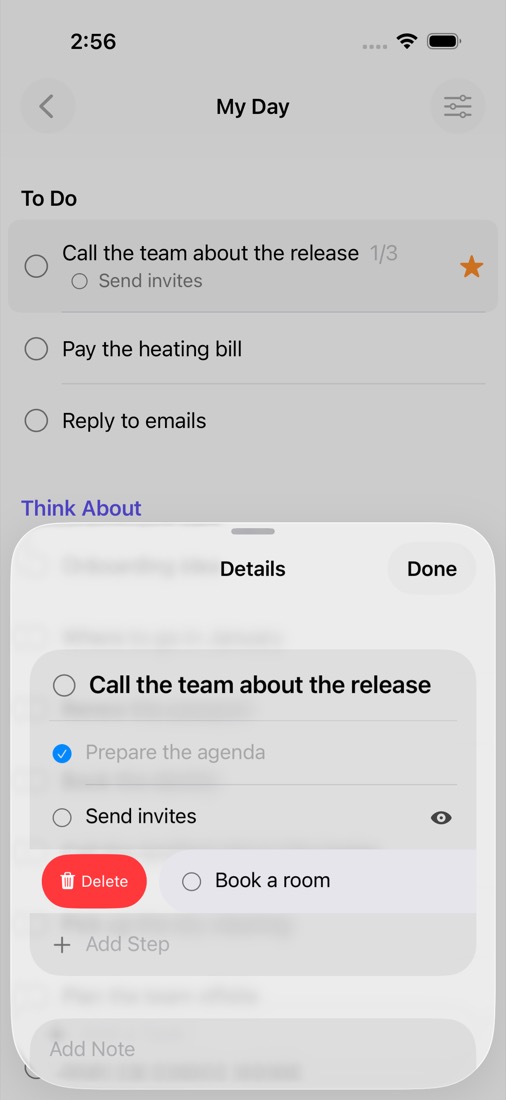 2:56
My Day
To Do
Call the team about the release 1/3
Send invites
Pay the heating bill
Reply to emails
Think About
Details
Done
Call the team about the release
Prepare the agenda
Send invites
Delete
Book a room
Add Step
Add Note